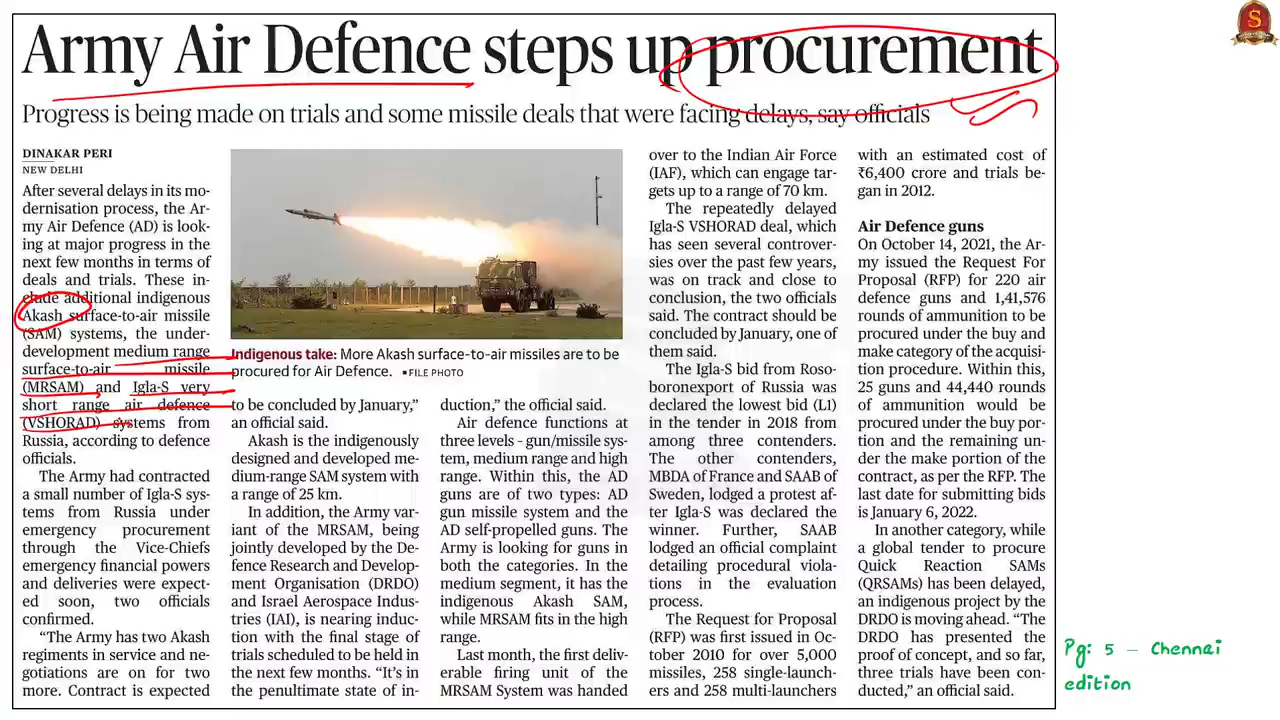 Army Air Defence steps up procurement
Progress is being made on trials and some missile deals that were facing delays, say officials
DINAKAR PERI
NEW DELHI
After several delays in its mo-
dernisation process, the Ar-
my Air Defence (AD) is look-
ing at major progress in the
next few months in terms of
deals and trials. These in-
clude additional indigenous
Akash surface-to-air missile
(SAM) systems, the under-
development medium range
surface-to-air missile
(MRSAM) and Igla-S very
short range air defence
(VSHORAD) systems from
Russia, according to defence
officials.
The Army had contracted
a small number of Igla-S sys-
tems from Russia under
emergency procurement
through the Vice-Chiefs
emergency financial powers
and deliveries were expect-
ed soon, two officials
confirmed.
“The Army has two Akash
regiments in service and ne-
gotiations are on for two
more. Contract is expected
Indigenous take: More Akash surface-to-air missiles are to be
procured for Air Defence. ▪FILE PHOTO
to be concluded by January,”
an official said.
Akash is the indigenously
designed and developed me-
dium-range SAM system with
a range of 25 km.
In addition, the Army var-
iant of the MRSAM, being
jointly developed by the De-
fence Research and Develop-
ment Organisation (DRDO)
and Israel Aerospace Indus-
tries (IAI), is nearing induc-
tion with the final stage of
trials scheduled to be held in
the next few months. “It’s in
the penultimate state of in-
duction,” the official said.
Air defence functions at
three levels - gun/missile sys-
tem, medium range and high
range. Within this, the AD
guns are of two types: AD
gun missile system and the
AD self-propelled guns. The
Army is looking for guns in
both the categories. In the
medium segment, it has the
indigenous Akash SAM,
while MRSAM fits in the high
range.
Last month, the first deliv-
erable firing unit of the
MRSAM System was handed
over to the Indian Air Force
(IAF), which can engage tar-
gets up to a range of 70 km.
The repeatedly delayed
Igla-S VSHORAD deal, which
has seen several controver-
sies over the past few years,
was on track and close to
conclusion, the two officials
said. The contract should be
concluded by January, one of
them said.
The Igla-S bid from Roso-
boronexport of Russia was
declared the lowest bid (L1)
in the tender in 2018 from
among three contenders.
The other contenders,
MBDA of France and SAAB of
Sweden, lodged a protest af-
ter Igla-S was declared the
winner. Further, SAAB
lodged an official complaint
detailing procedural viola-
tions in the evaluation
process.
The Request for Proposal
(RFP) was first issued in Oc-
tober 2010 for over 5,000
missiles, 258 single-launch-
ers and 258 multi-launchers
with an estimated cost of
₹6,400 crore and trials be-
gan in 2012.
Air Defence guns
On October 14, 2021, the Ar-
my issued the Request For
Proposal (RFP) for 220 air
defence guns and 1,41,576
rounds of ammunition to be
procured under the buy and
make category of the acquisi-
tion procedure. Within this,
25 guns and 44,440 rounds
of ammunition would be
procured under the buy por-
tion and the remaining un-
der the make portion of the
contract, as per the RFP. The
last date for submitting bids
is January 6, 2022.
In another category, while
a global tender to procure
Quick Reaction SAMs
(QRSAMs) has been delayed,
an indigenous project by the
DRDO is moving ahead. “The
DRDO has presented the
proof of concept, and so far,
three trials have been con-
ducted,” an official said.
Pg: 5 – Chennai
edition
S